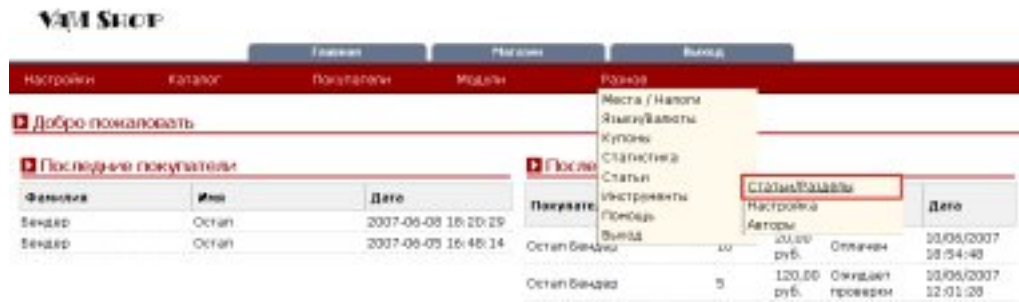 VaM Shop
Главная Магазин Выход
Настройки Каталог Покупатели Модули Разное
Места / Налоги
Языки/Валюты
Купоны
Статистика
Статьи
Инструменты
Помощь
Выход
Статьи/Разделы
Настройка
Авторы
Добро пожаловать
Последние покупатели
Фамилия Имя Дата
Бендер Остап 2007-06-08 18:20:29
Бендер Остап 2007-06-05 16:48:14
После
Покупате Дата
Остап Бендер 10 20,00 руб. Оплачен 10/06/2007 18:54:48
Остап Бендер 5 120,00 руб. Ожидает проверки 10/06/2007 12:01:28